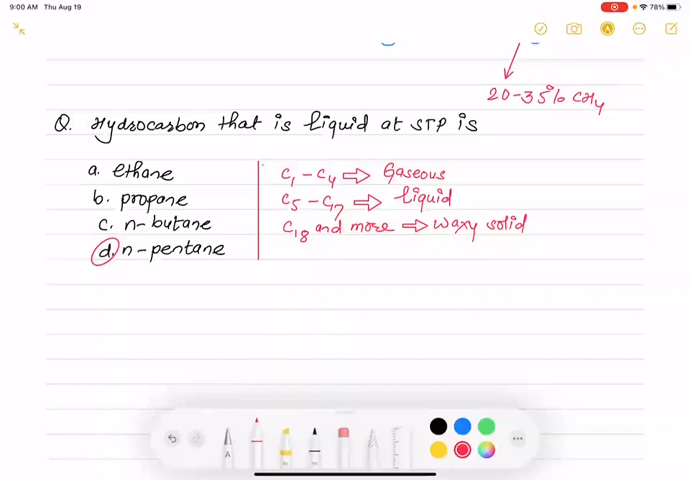 9:00 AM Thu Aug 19
78%
20-35% CH4
Q. Hydrocarbon that is liquid at STP is
a. ethane
b. propane
c. n-butane
d. n-pentane
C1 - C4 ⇒ Gaseous
C5 - C17 ⇒ liquid
C18 and more ⇒ waxy solid
A